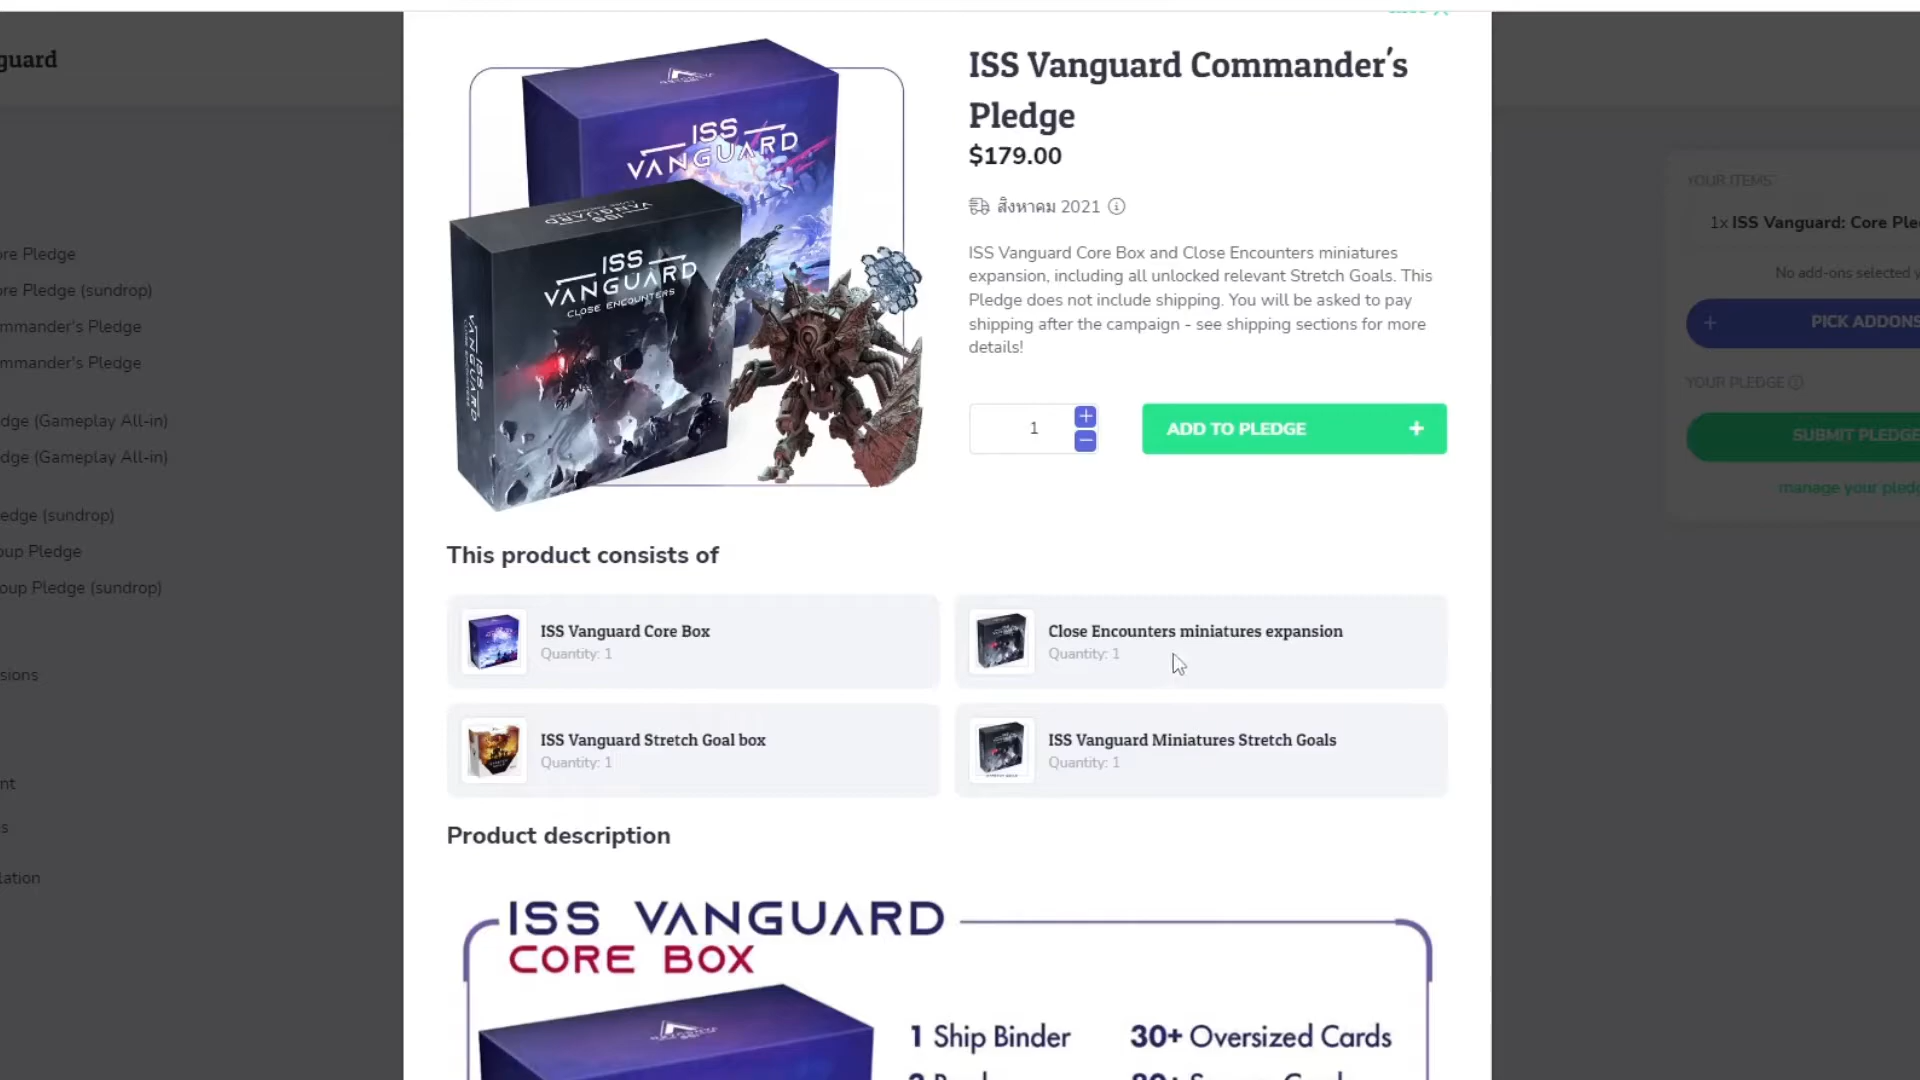 guard
ore Pledge
ore Pledge (sundrop)
mmander's Pledge
mmander's Pledge
dge (Gameplay All-in)
dge (Gameplay All-in)
edge (sundrop)
oup Pledge
oup Pledge (sundrop)
sions
nt
s
lation
ISS
VANGUARD
ISS
VANGUARD
CLOSE ENCOUNTERS
ISS
VANGUARD
ISS Vanguard Commander's
Pledge
$179.00
สิงหาคม 2021
ISS Vanguard Core Box and Close Encounters miniatures
expansion, including all unlocked relevant Stretch Goals. This
Pledge does not include shipping. You will be asked to pay
shipping after the campaign - see shipping sections for more
details!
1
ADD TO PLEDGE +
This product consists of
ISS Vanguard Core Box
Quantity: 1
Close Encounters miniatures expansion
Quantity: 1
ISS Vanguard Stretch Goal box
Quantity: 1
ISS Vanguard Miniatures Stretch Goals
Quantity: 1
Product description
ISS VANGUARD
CORE BOX
1 Ship Binder
30+ Oversized Cards
YOUR ITEMS
1x ISS Vanguard: Core Ple
No add-ons selected y
+ PICK ADDONS
YOUR PLEDGE
SUBMIT PLEDGE
manage your pledg